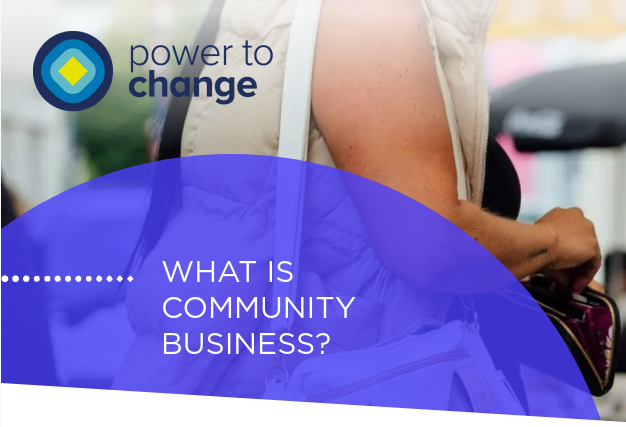 power to
change
WHAT IS
COMMUNITY
BUSINESS?